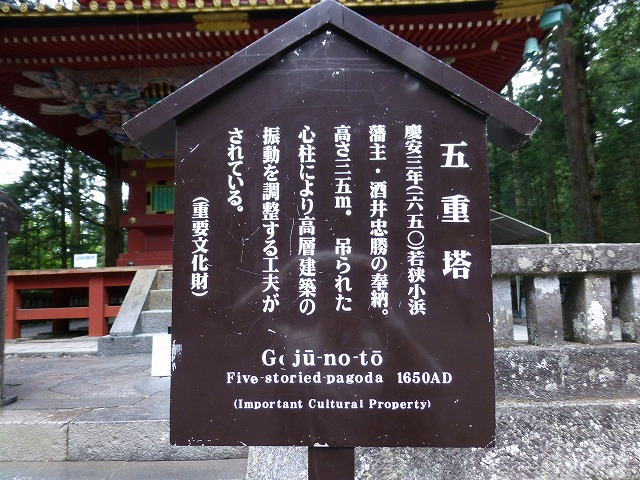 五重塔
慶安三年(一六五〇)若狭小浜
藩主・酒井忠勝の奉納。
高さ三五m。 吊られた
心柱により高層建築の
振動を調整する工夫が
されている。
(重要文化財)
Gojū-no-tō
Five-storied-pagoda 1650AD
(Important Cultural Property)